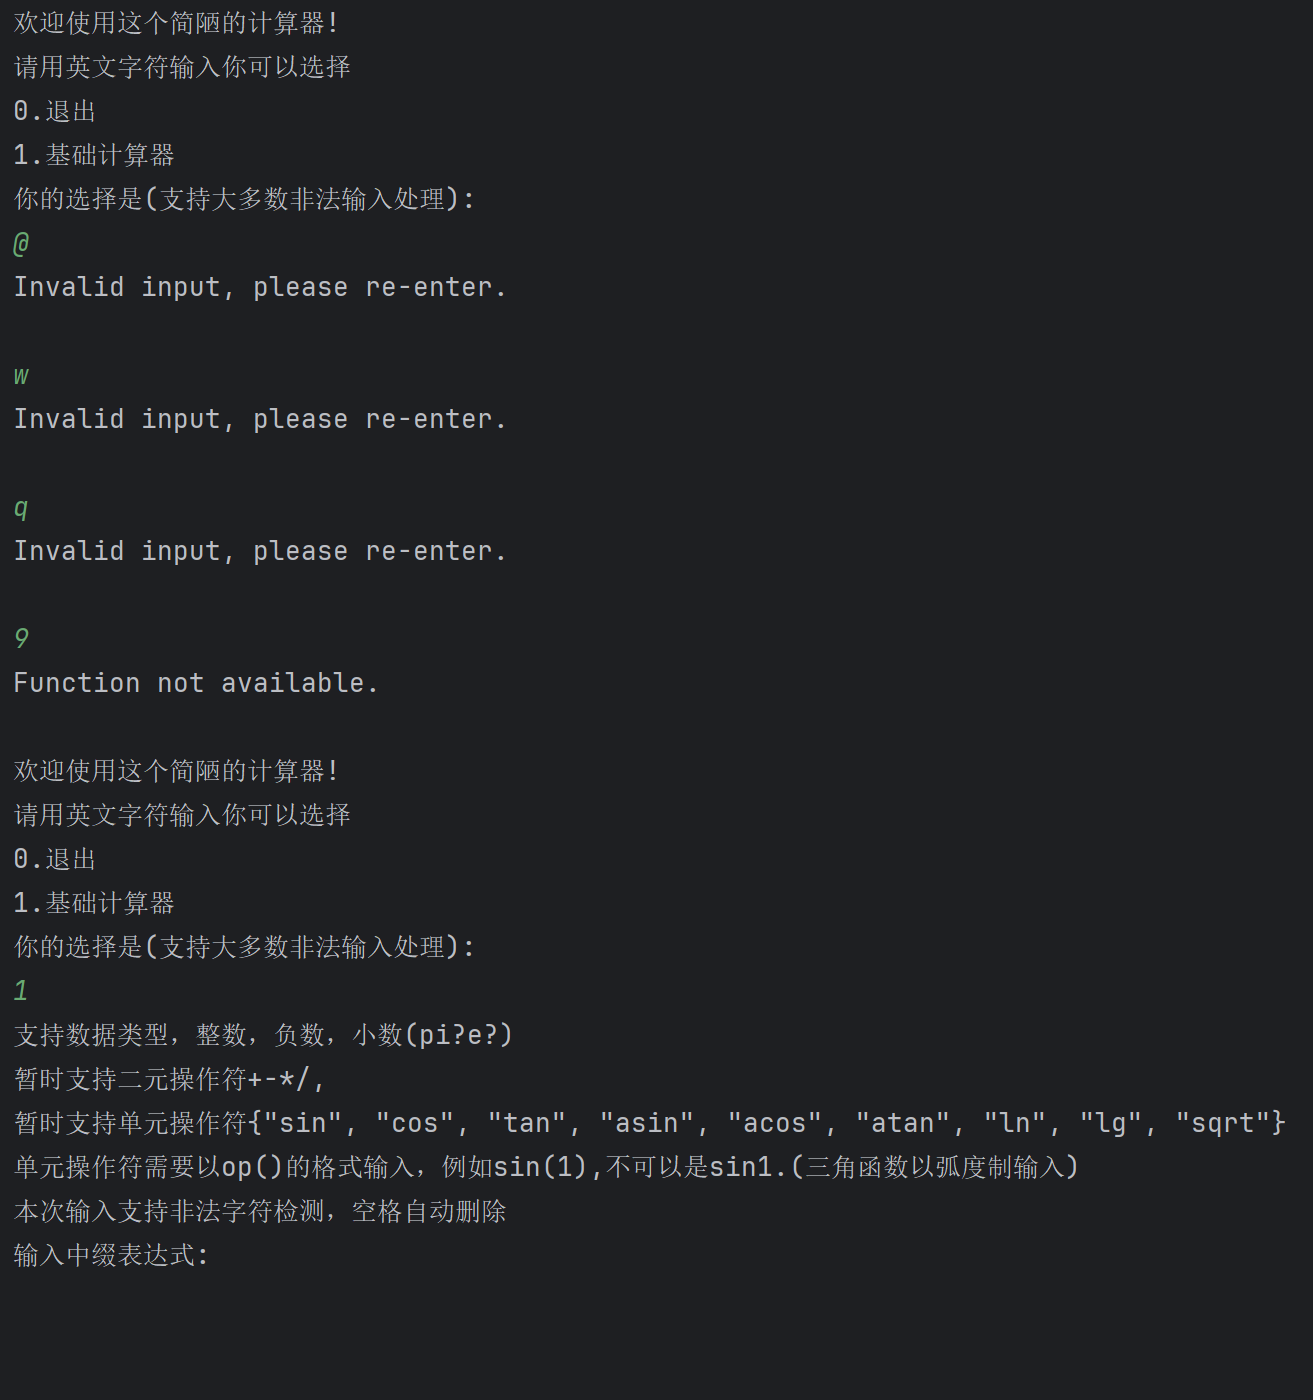 欢迎使用这个简陋的计算器!
请用英文字符输入你可以选择
0.退出
1.基础计算器
你的选择是(支持大多数非法输入处理):
@
Invalid input, please re-enter.
w
Invalid input, please re-enter.
q
Invalid input, please re-enter.
9
Function not available.
欢迎使用这个简陋的计算器!
请用英文字符输入你可以选择
0.退出
1.基础计算器
你的选择是(支持大多数非法输入处理):
1
支持数据类型，整数，负数，小数(pi?e?)
暂时支持二元操作符+-*/,
暂时支持单元操作符{"sin", "cos", "tan", "asin", "acos", "atan", "ln", "lg", "sqrt"}
单元操作符需要以op()的格式输入，例如sin(1),不可以是sin1.(三角函数以弧度制输入)
本次输入支持非法字符检测，空格自动删除
输入中缀表达式: